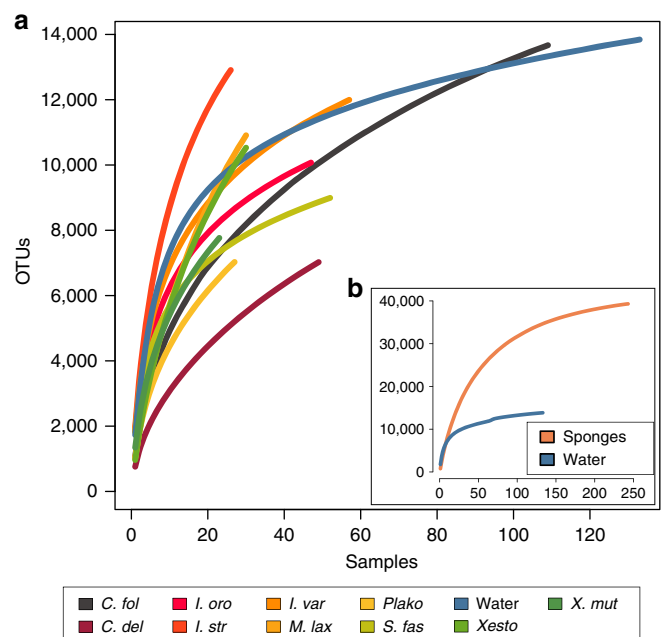 a
14,000
12,000
10,000
8,000
6,000
4,000
2,000
0
OTUs
0 20 40 60 80 100 120
Samples
b
40,000
30,000
20,000
10,000
0
0 50 100 150 200 250
Sponges
Water
C. fol I. oro I. var Plako Water X. mut
C. del I. str M. lax S. fas Xesto